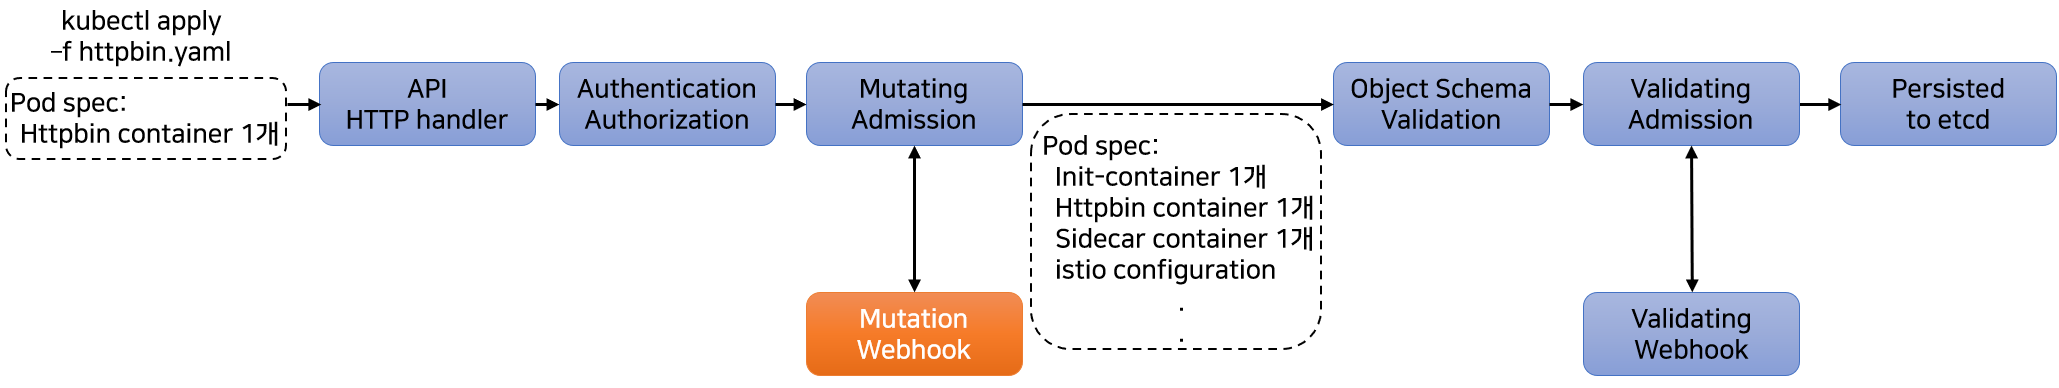 kubectl apply
-f httpbin.yaml
Pod spec:
Httpbin container 1개
API
HTTP handler
Authentication
Authorization
Mutating
Admission
Mutation
Webhook
Pod spec:
Init-container 1개
Httpbin container 1개
Sidecar container 1개
istio configuration
.
.
Object Schema
Validation
Validating
Admission
Validating
Webhook
Persisted
to etcd